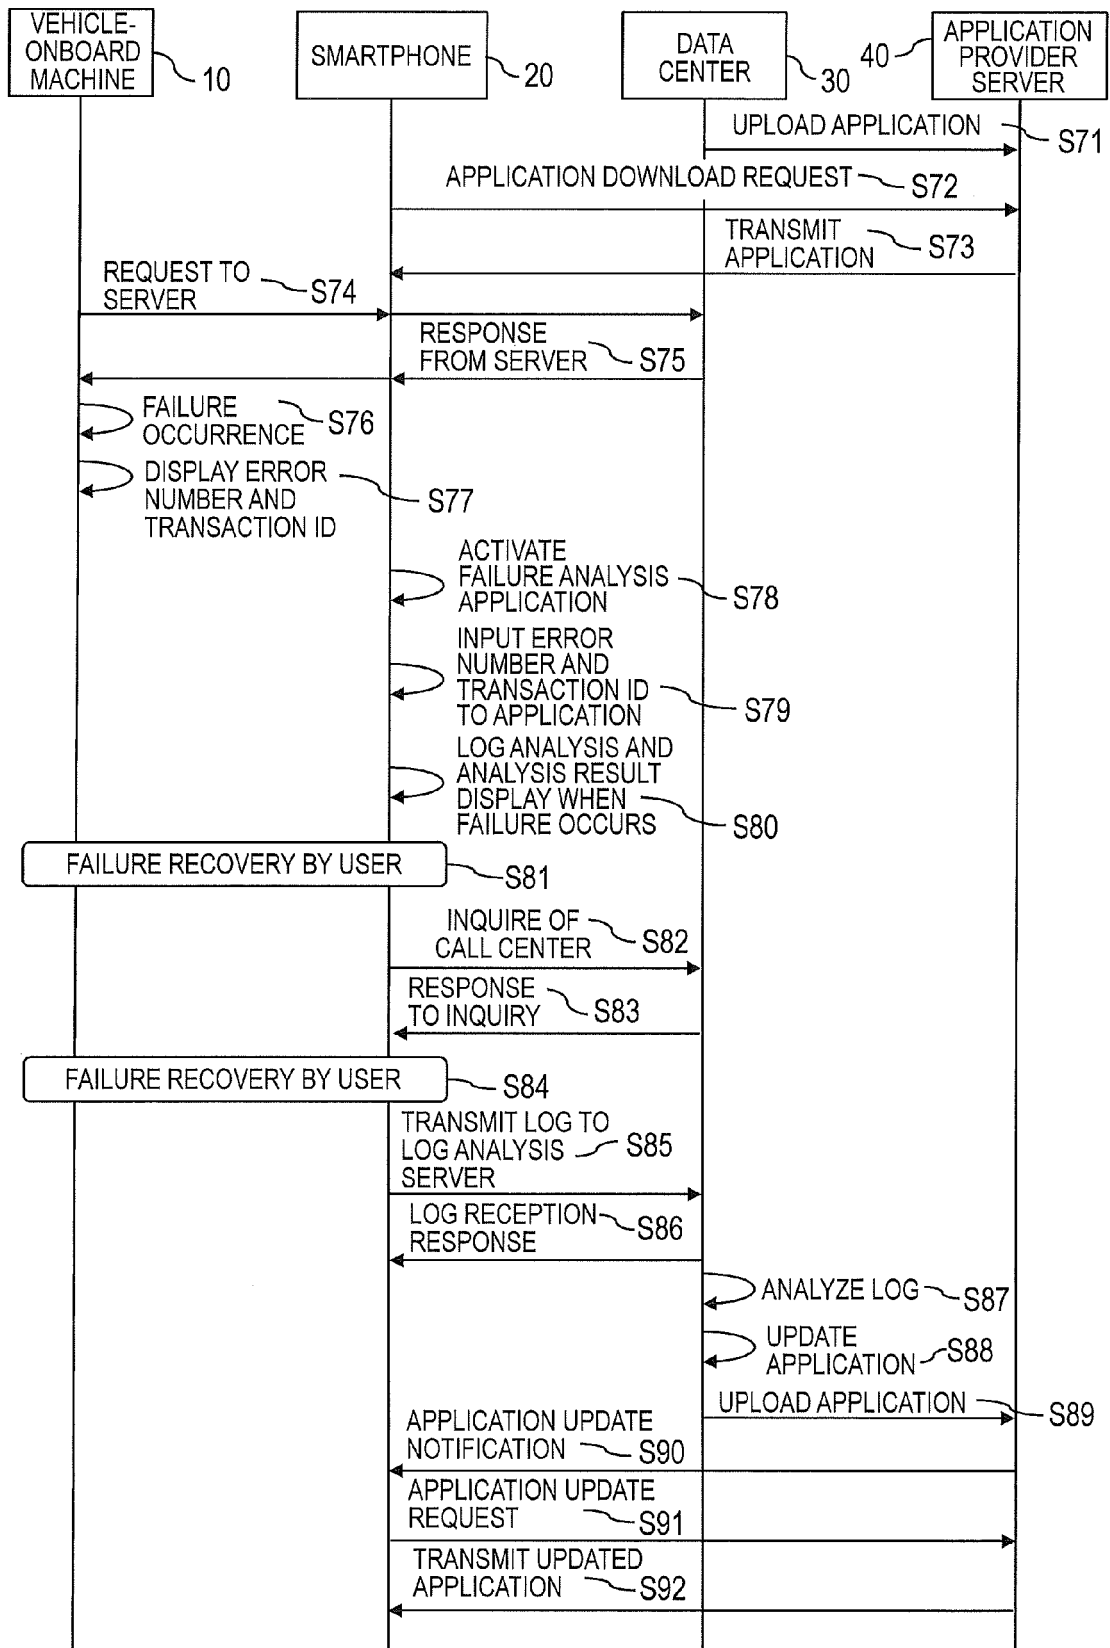 VEHICLE-
ONBOARD
MACHINE
10
SMARTPHONE
20
DATA
CENTER
30
40
APPLICATION
PROVIDER
SERVER
UPLOAD APPLICATION
S71
APPLICATION DOWNLOAD REQUEST
S72
TRANSMIT
APPLICATION
S73
REQUEST TO
SERVER
S74
RESPONSE
FROM SERVER
S75
FAILURE
OCCURRENCE
S76
DISPLAY ERROR
NUMBER AND
TRANSACTION ID
S77
ACTIVATE
FAILURE ANALYSIS
APPLICATION
S78
INPUT ERROR
NUMBER AND
TRANSACTION ID
TO APPLICATION
S79
LOG ANALYSIS AND
ANALYSIS RESULT
DISPLAY WHEN
FAILURE OCCURS
S80
FAILURE RECOVERY BY USER
S81
INQUIRE OF
CALL CENTER
S82
RESPONSE
TO INQUIRY
S83
FAILURE RECOVERY BY USER
S84
TRANSMIT LOG TO
LOG ANALYSIS
SERVER
S85
LOG RECEPTION
RESPONSE
S86
ANALYZE LOG
S87
UPDATE
APPLICATION
S88
UPLOAD APPLICATION
S89
APPLICATION UPDATE
NOTIFICATION
S90
APPLICATION UPDATE
REQUEST
S91
TRANSMIT UPDATED
APPLICATION
S92